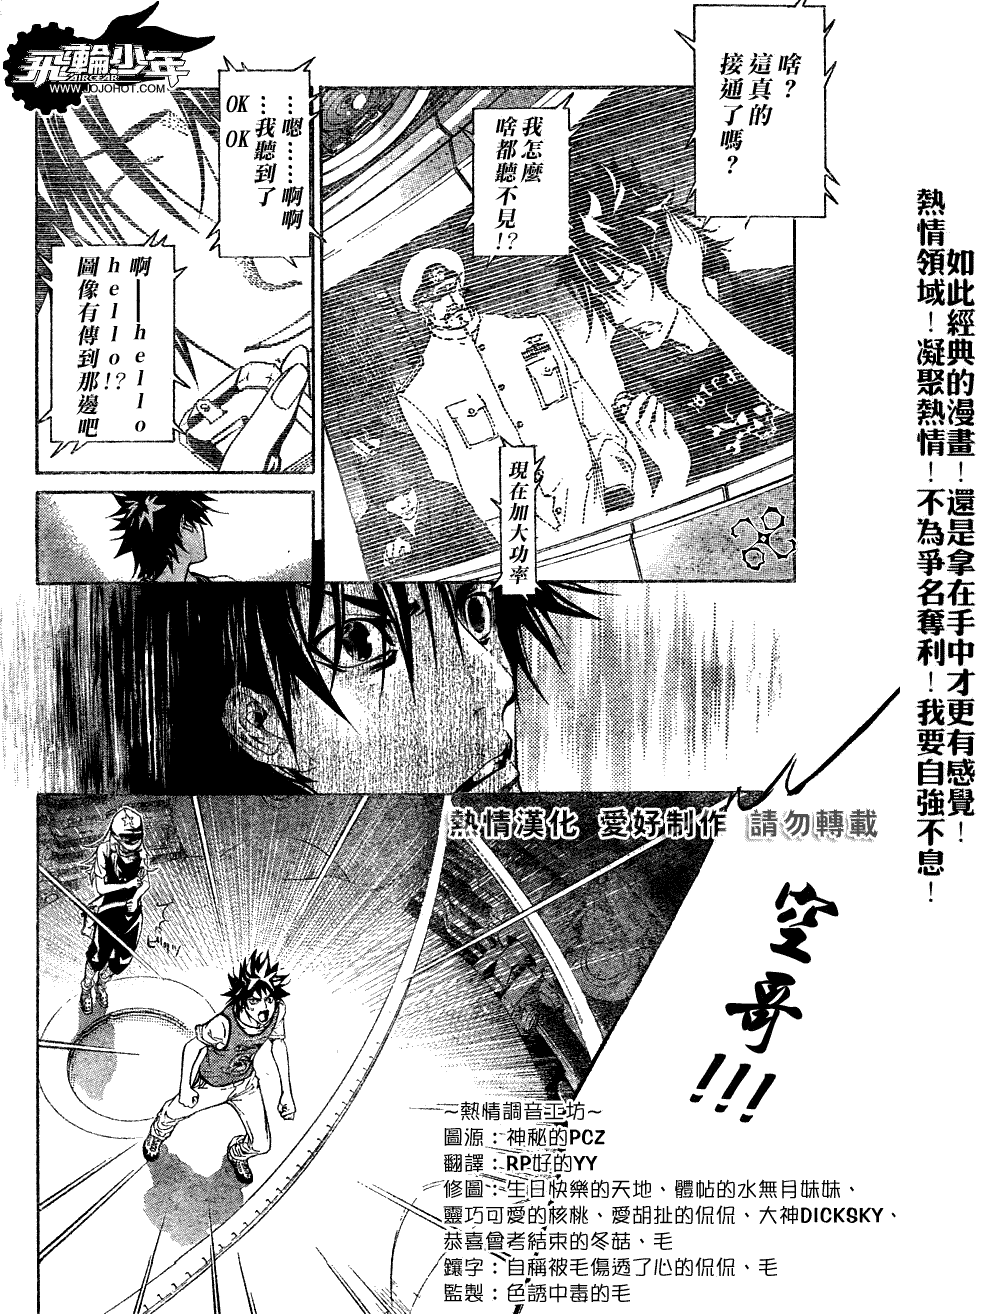 飛輪少年
AIR GEAR
WWW.JOJOHOT.COM
啥?
這真的
接通了嗎?
我怎麼
啥都聽不見!?
現在加大功率
……嗯……啊啊
…我聽到了
OK
OK
啊——hello
hello!?
圖像有傳到那邊吧
如此經典的漫畫!還是拿在手中才更有感覺!
熱情領域!凝聚熱情!不為爭名奪利!我要自強不息!
熱情漢化 愛好制作 請勿轉載
空哥!!!
~熱情調音工坊~
圖源:神秘的PCZ
翻譯:RP好的YY
修圖:生日快樂的天地、體帖的水無月妹妹、
靈巧可愛的核桃、愛胡扯的侃侃、大神DICKSKY、
恭喜會考結束的冬菇、毛
鑲字:自稱被毛傷透了心的侃侃、毛
監製:色誘中毒的毛